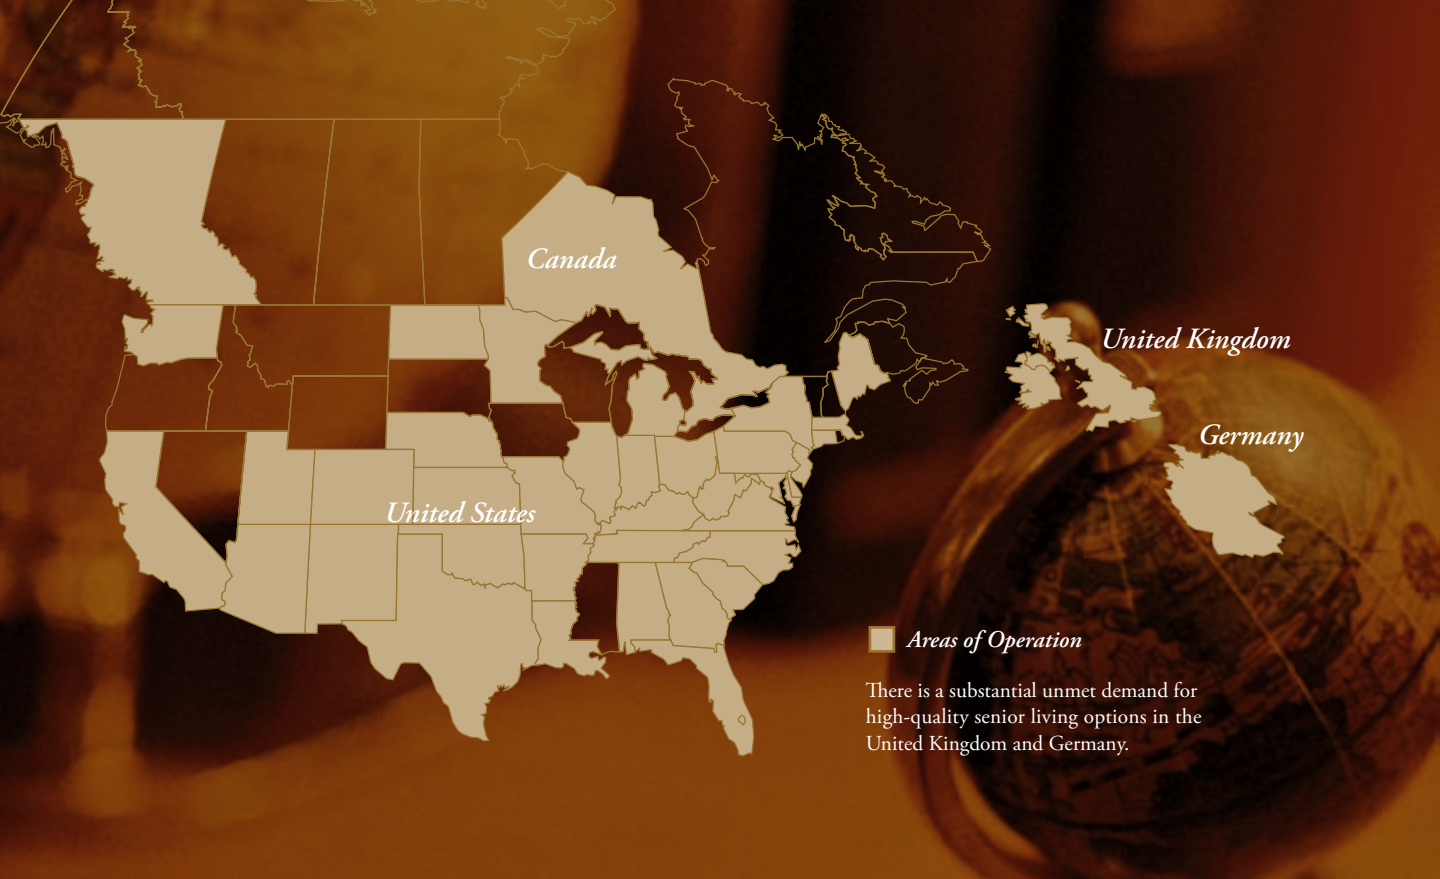 Canada
United Kingdom
Germany
United States
Areas of Operation
There is a substantial unmet demand for
high-quality senior living options in the
United Kingdom and Germany.